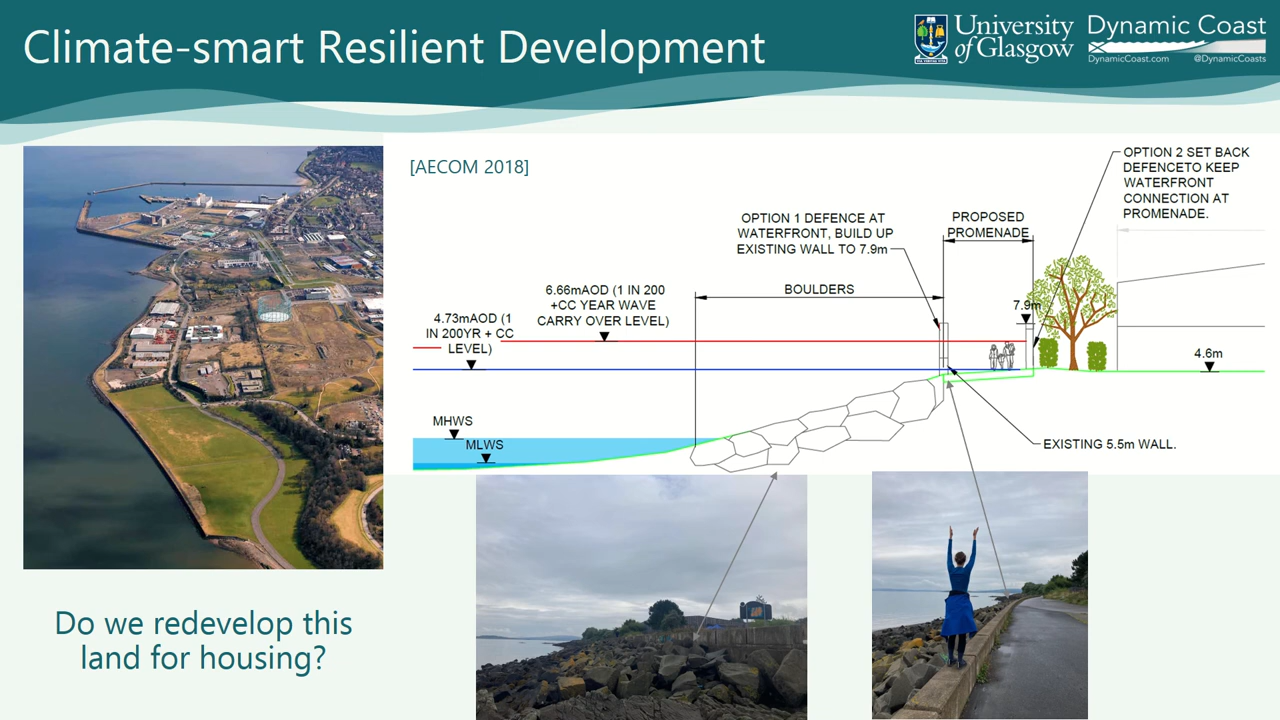 Climate-smart Resilient Development
University
of Glasgow
Dynamic Coast
DynamicCoast.com
@DynamicCoasts
[AECOM 2018]
OPTION 2 SET BACK
DEFENCETO KEEP
WATERFRONT
CONNECTION AT
PROMENADE.
OPTION 1 DEFENCE AT
WATERFRONT, BUILD UP
EXISTING WALL TO 7.9m
PROPOSED
PROMENADE
BOULDERS
6.66mAOD (1 IN 200
+CC YEAR WAVE
CARRY OVER LEVEL)
4.73mAOD (1
IN 200YR + CC
LEVEL)
7.9m
4.6m
MHWS
MLWS
EXISTING 5.5m WALL.
Do we redevelop this
land for housing?